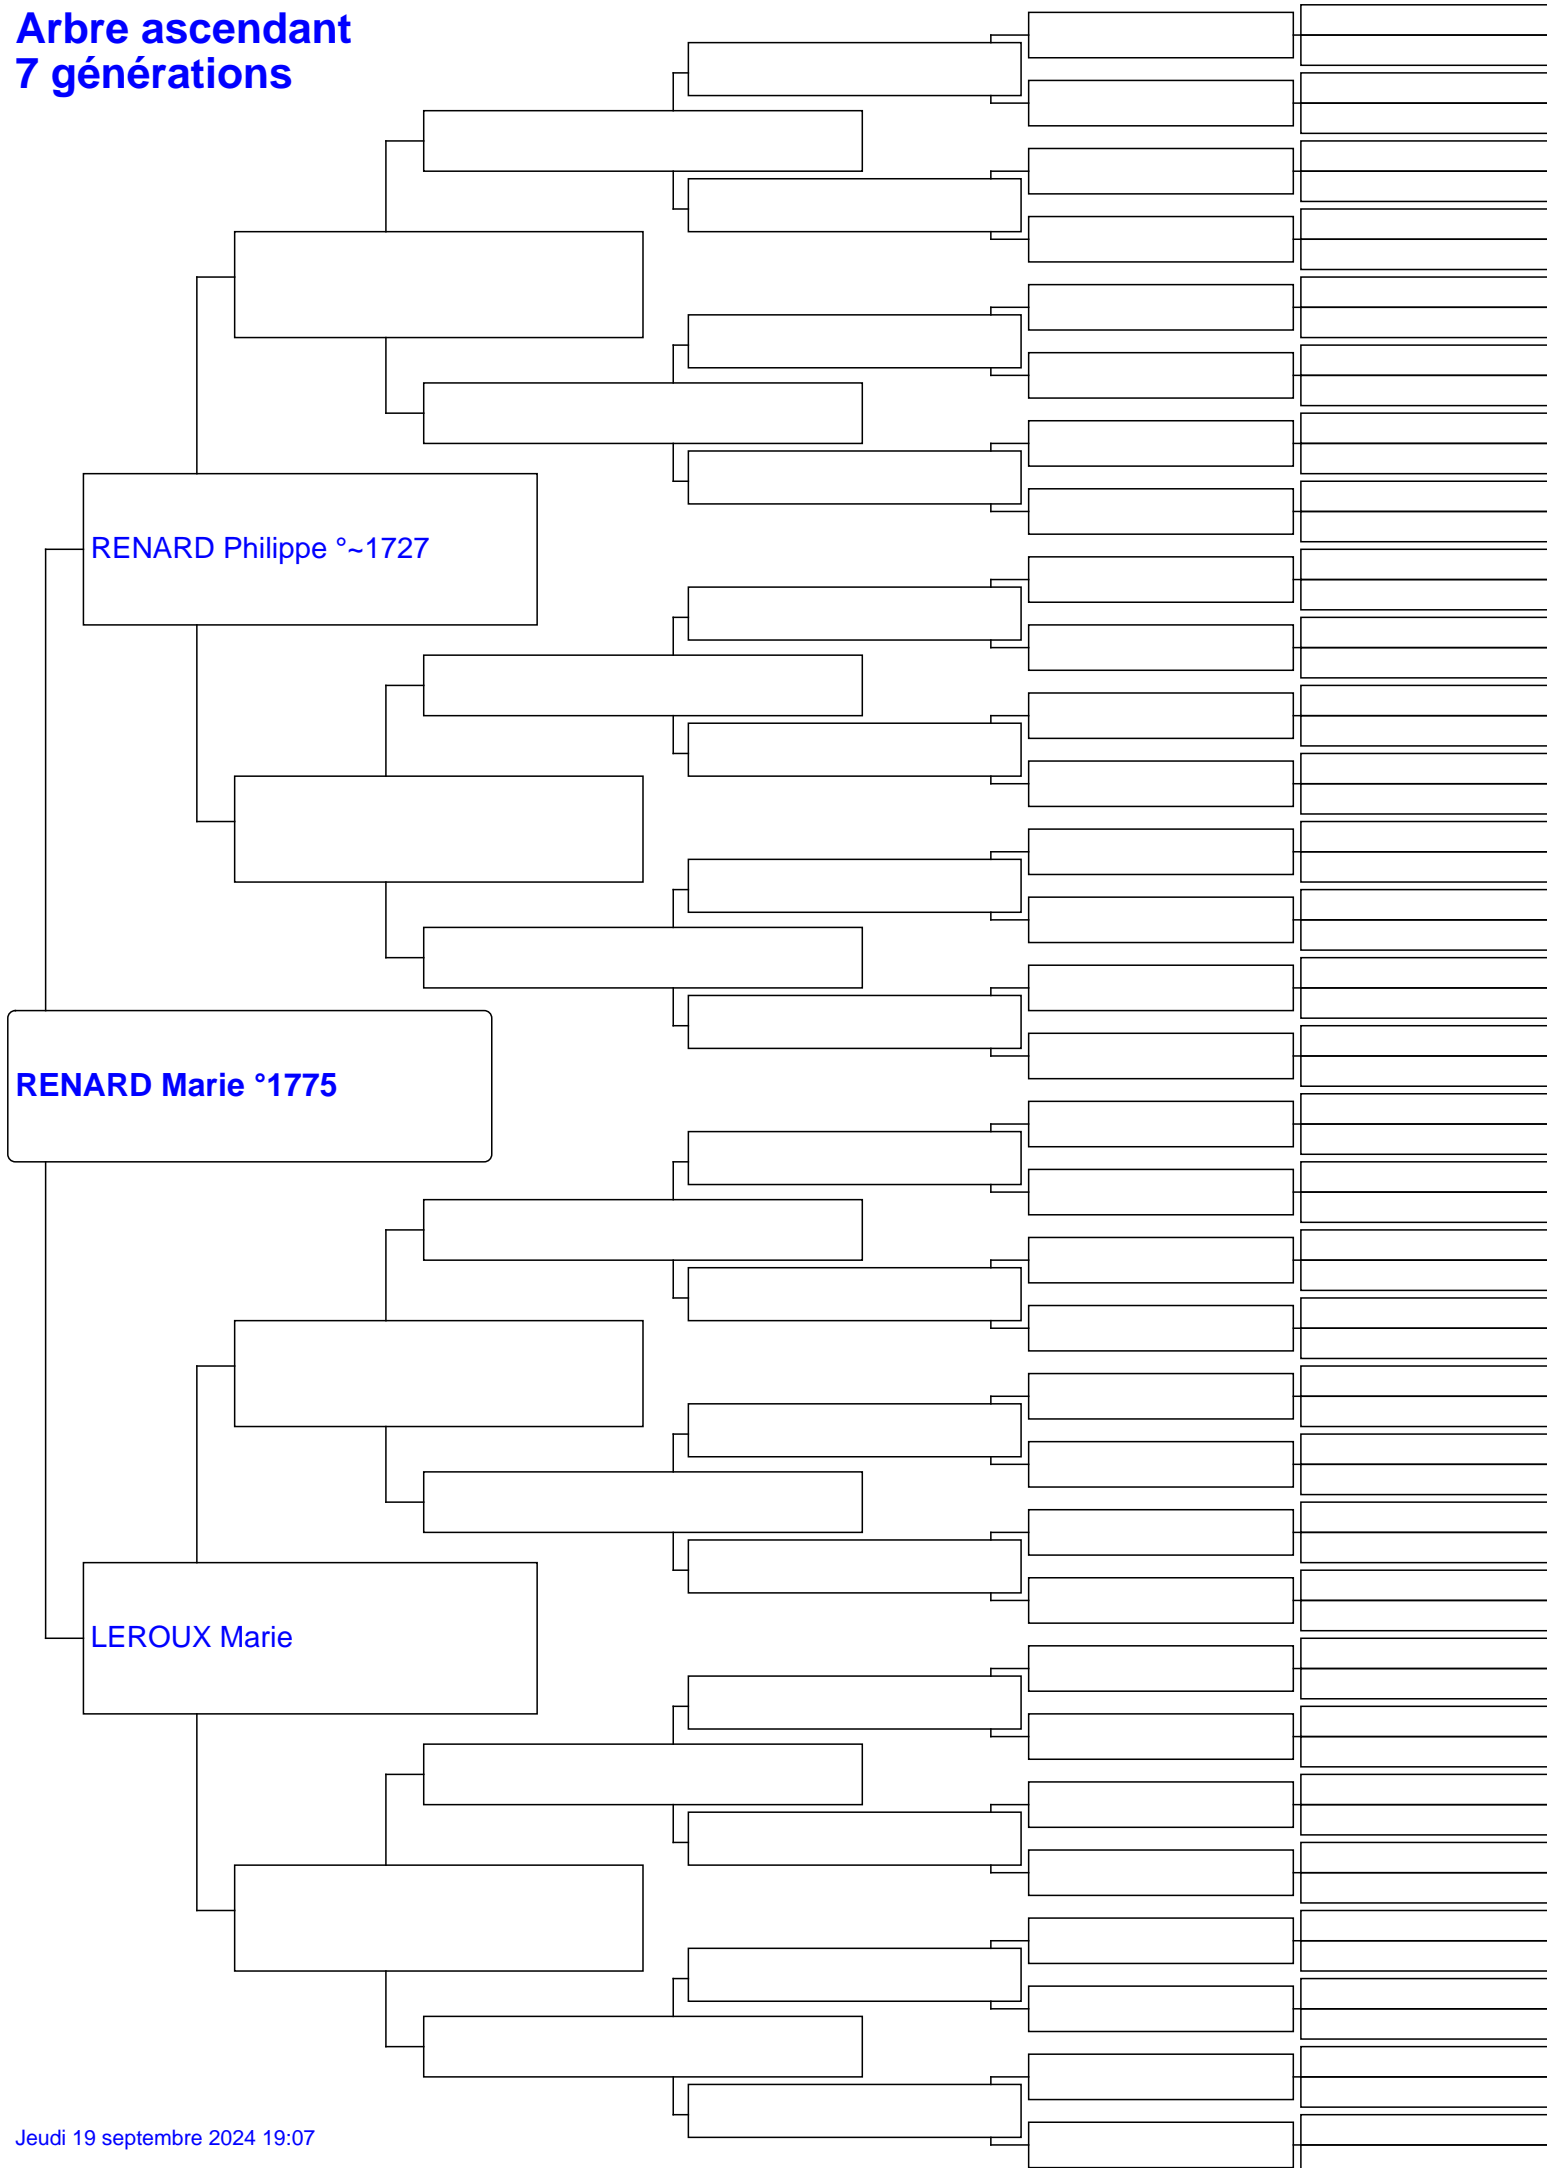 Arbre ascendant
7 générations
RENARD Philippe °~1727
RENARD Marie °1775
LEROUX Marie
Jeudi 19 septembre 2024 19:07